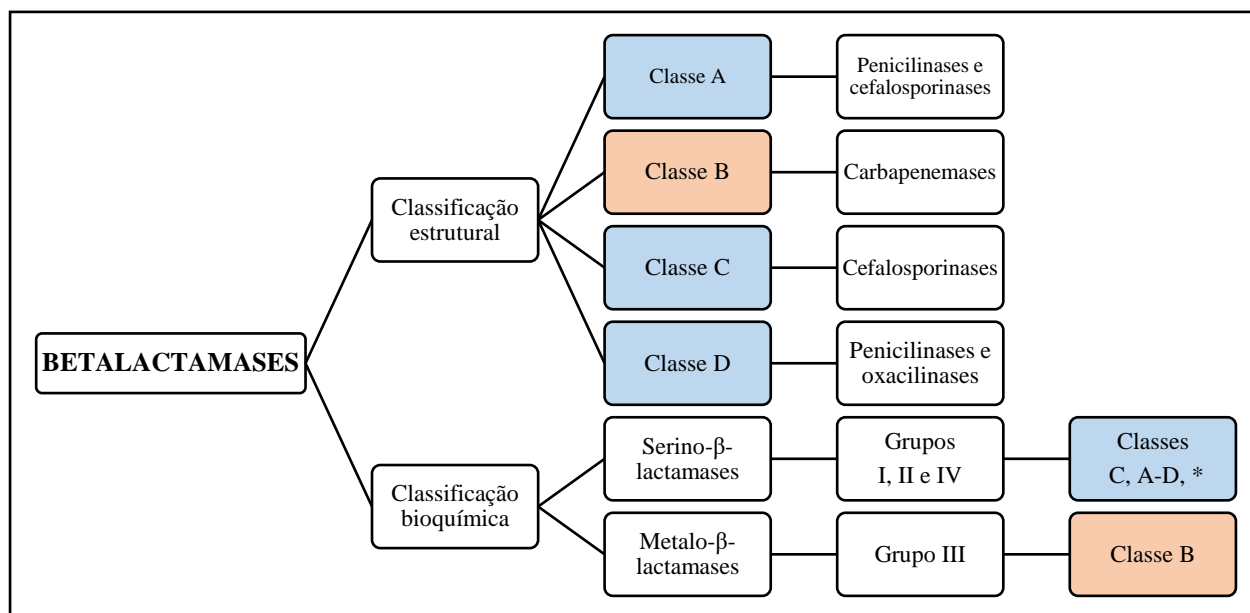 Classe A
Penicilinases e
cefalosporinases
Classe B
Carbapenemases
Classificação
estrutural
Classe C
Cefalosporinases
BETALACTAMASES
Classe D
Penicilinases e
oxacilinases
Serino-β-
lactamases
Grupos
I, II e IV
Classes
C, A-D, *
Classificação
bioquímica
Metalo-β-
lactamases
Grupo III
Classe B